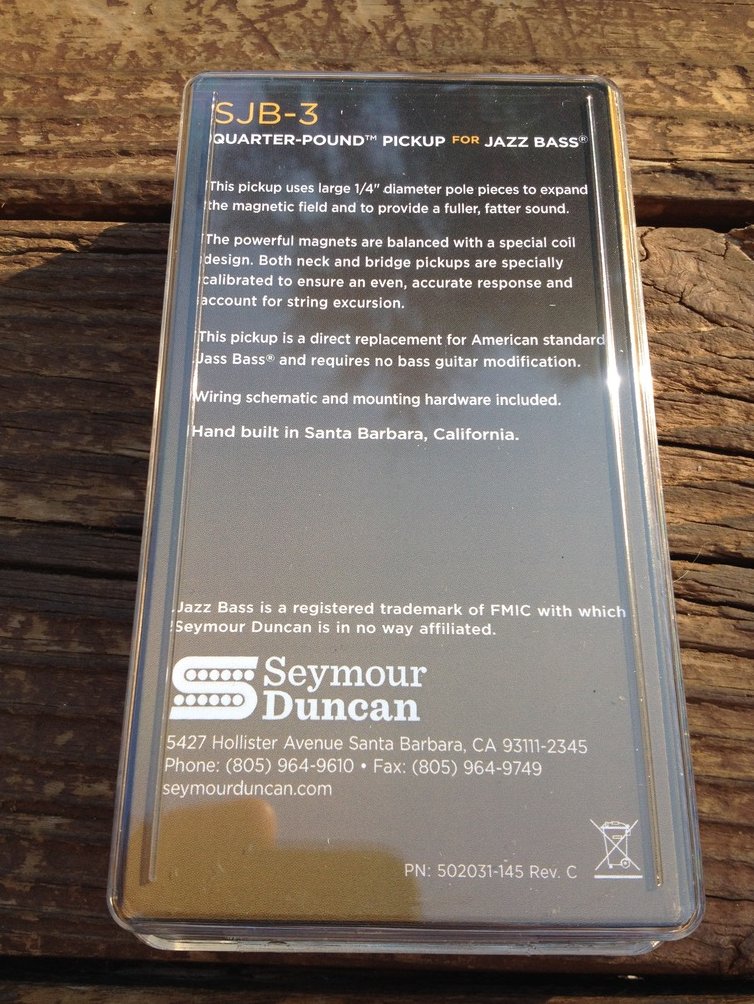 SJB-3
QUARTER-POUND™ PICKUP FOR JAZZ BASS®
This pickup uses large 1/4" diameter pole pieces to expand
the magnetic field and to provide a fuller, fatter sound.
The powerful magnets are balanced with a special coil
design. Both neck and bridge pickups are specially
calibrated to ensure an even, accurate response and
account for string excursion.
This pickup is a direct replacement for American standard
Jass Bass® and requires no bass guitar modification.
Wiring schematic and mounting hardware included.
Hand built in Santa Barbara, California.
Jazz Bass is a registered trademark of FMIC with which
Seymour Duncan is in no way affiliated.
Seymour
Duncan
5427 Hollister Avenue Santa Barbara, CA 93111-2345
Phone: (805) 964-9610 • Fax: (805) 964-9749
seymourduncan.com
PN: 502031-145 Rev. C